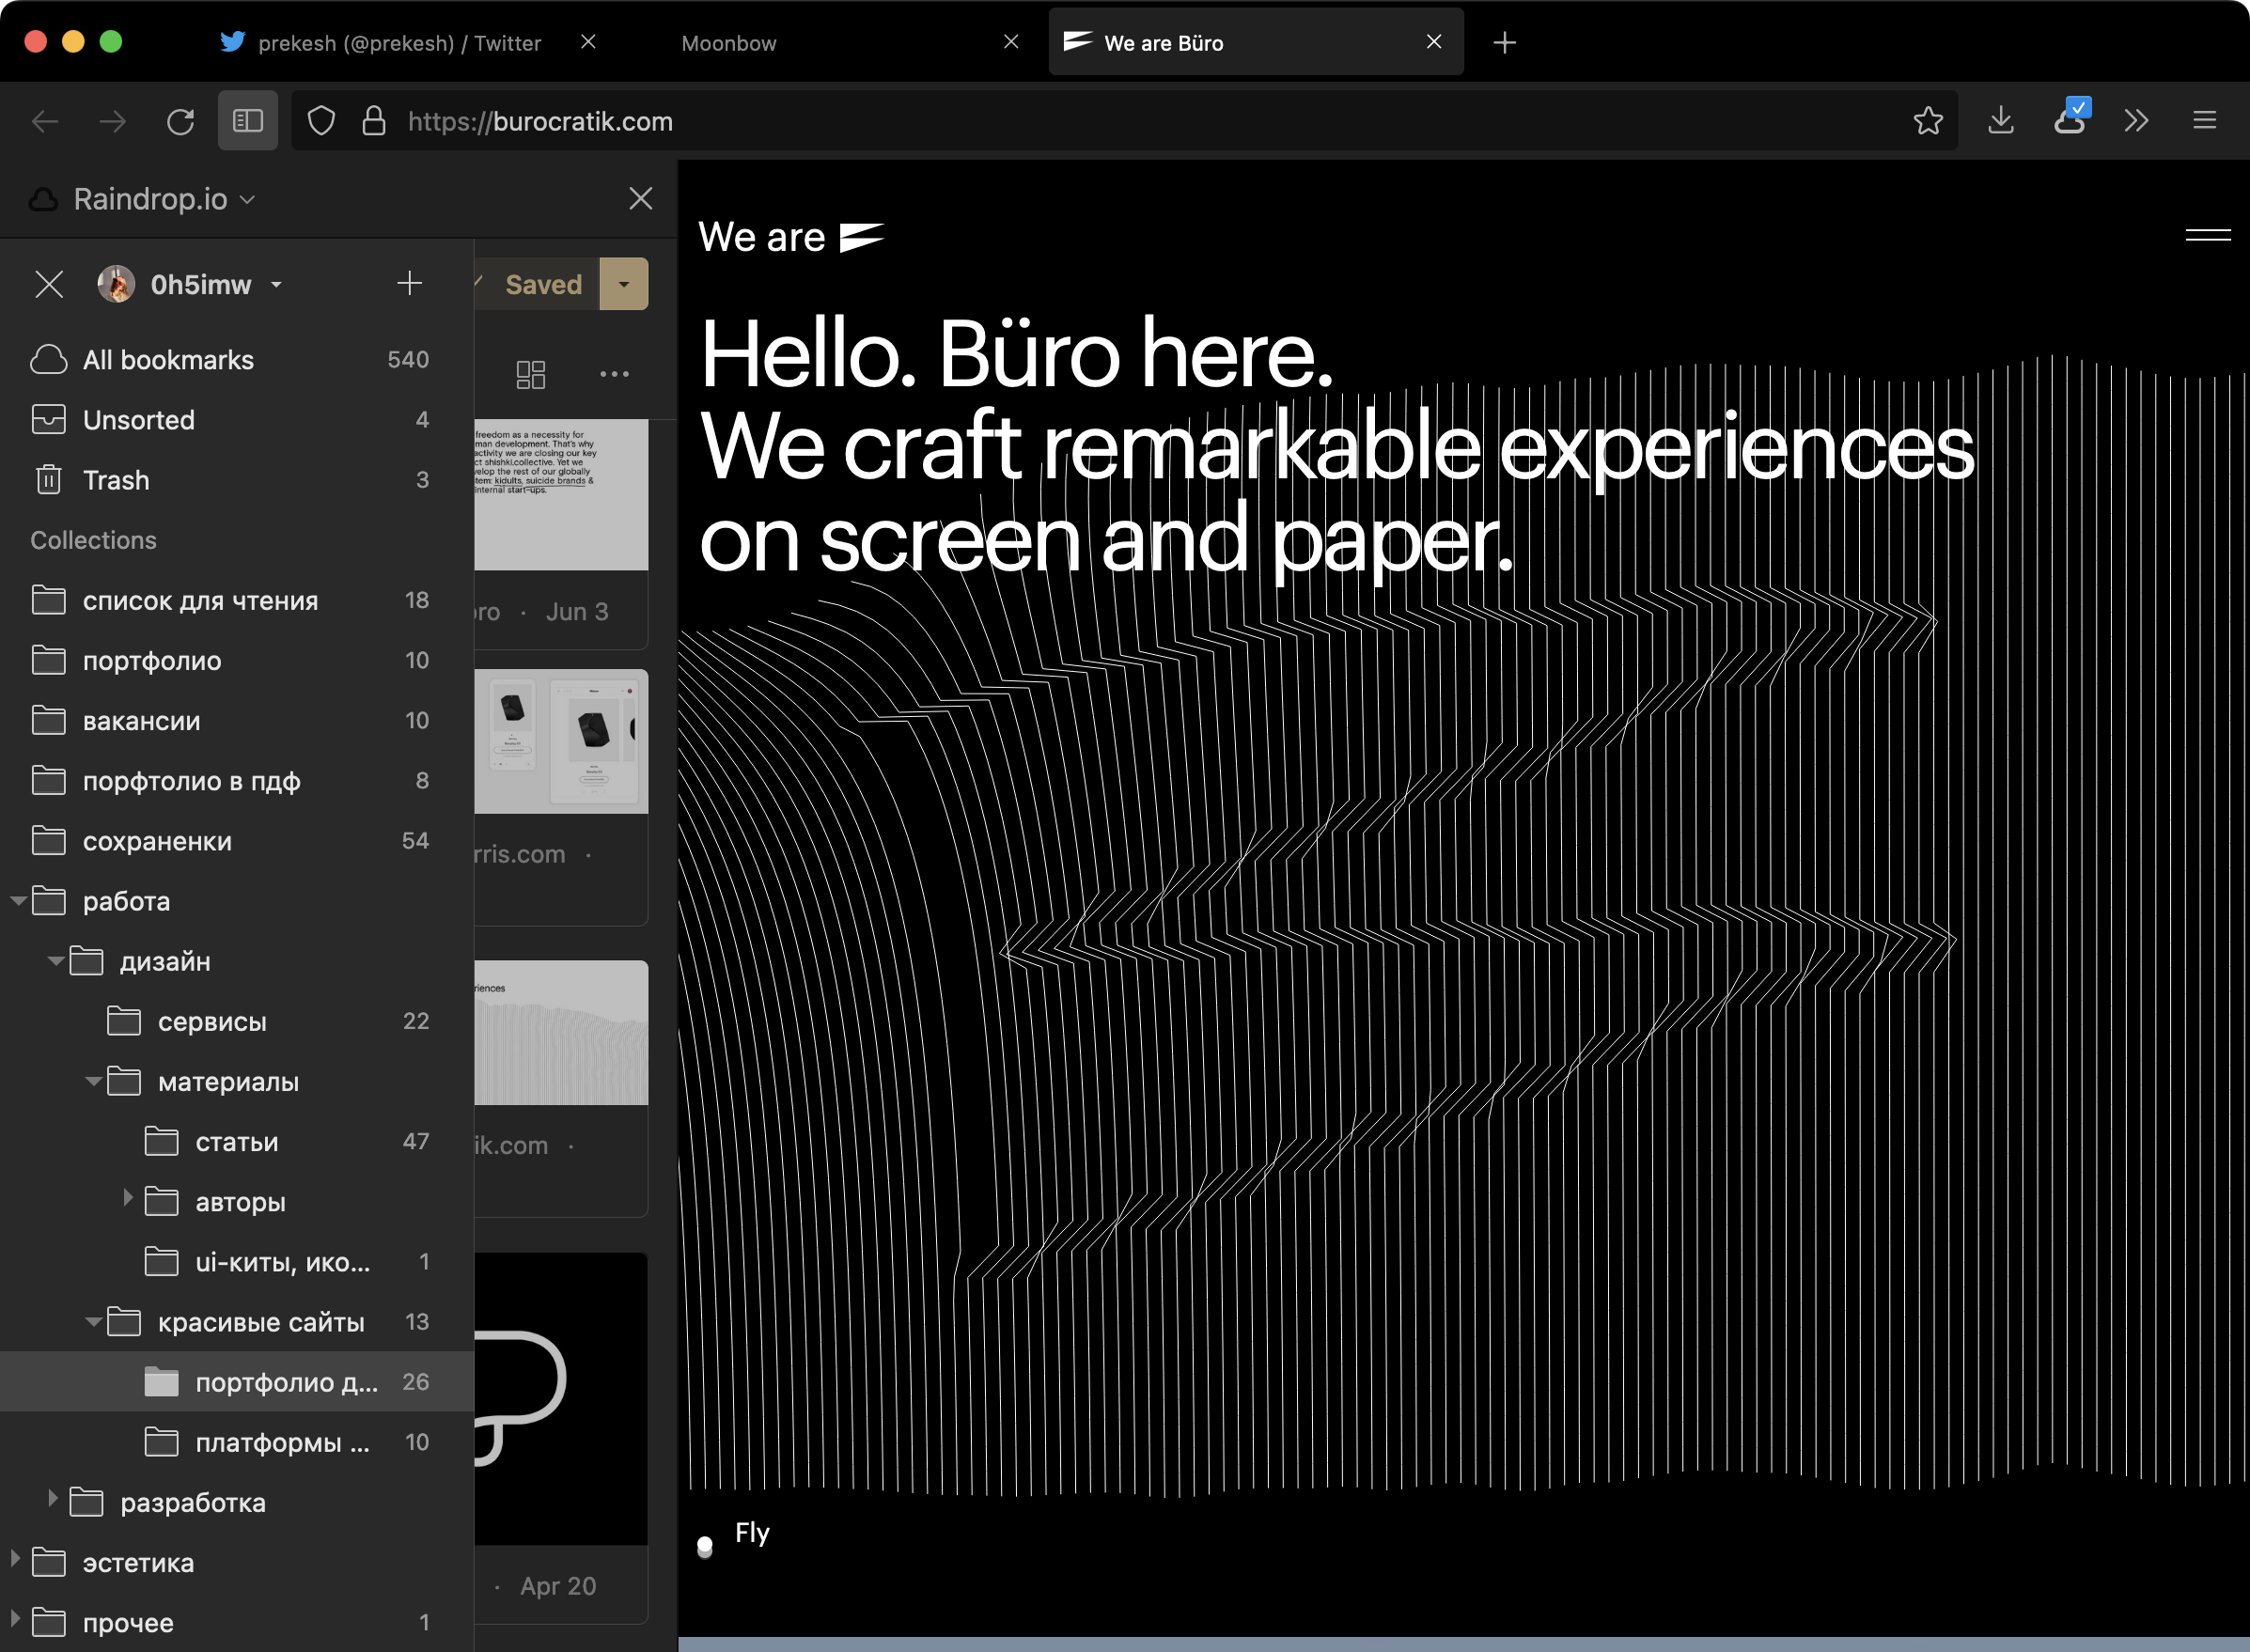 prekesh (@prekesh) / Twitter
Moonbow
We are Büro
https://burocratik.com
Raindrop.io
0h5imw
All bookmarks 540
Unsorted 4
Trash 3
Collections
список для чтения 18
портфолио 10
вакансии 10
порфтолио в пдф 8
сохраненки 54
работа
дизайн
сервисы 22
материалы
статьи 47
авторы
ui-киты, ико... 1
красивые сайты 13
портфолио д... 26
платформы ... 10
разработка
эстетика
прочее 1
Saved
freedom as a necessity for
man development. That's why
activity we are closing our key
ct shishki.collective. Yet we
velop the rest of our globally
tem: kidults, suicide brands &
internal start-ups.
oro · Jun 3
rris.com ·
riences
ik.com ·
· Apr 20
We are
Hello. Büro here.
We craft remarkable experiences
on screen and paper.
Fly